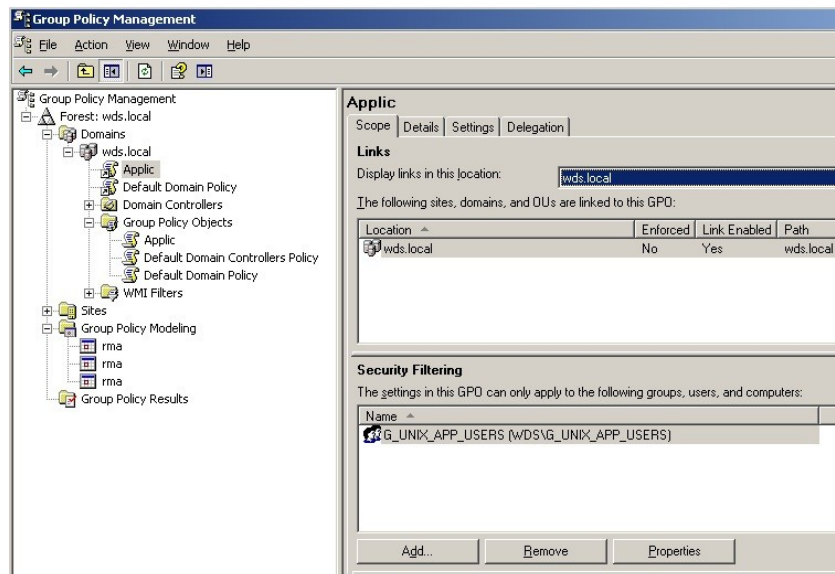 Group Policy Management
File Action View Window Help
Group Policy Management
Forest: wds.local
Domains
wds.local
Applic
Default Domain Policy
Domain Controllers
Group Policy Objects
Applic
Default Domain Controllers Policy
Default Domain Policy
WMI Filters
Sites
Group Policy Modeling
rma
rma
rma
Group Policy Results
Applic
Scope Details Settings Delegation
Links
Display links in this location: wds.local
The following sites, domains, and OUs are linked to this GPO:
Location Enforced Link Enabled Path
wds.local No Yes wds.local
Security Filtering
The settings in this GPO can only apply to the following groups, users, and computers:
Name
G_UNIX_APP_USERS (WDS\G_UNIX_APP_USERS)
Add... Remove Properties